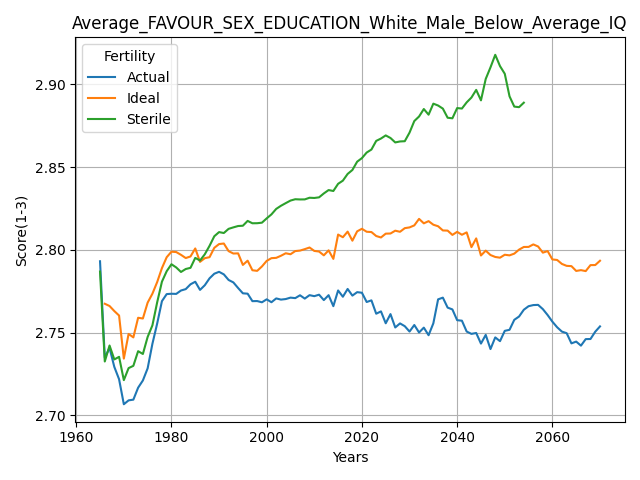 Average_FAVOUR_SEX_EDUCATION_White_Male_Below_Average_IQ
Fertility
Actual
Ideal
Sterile
Score(1-3)
2.90
2.85
2.80
2.75
2.70
1960 1980 2000 2020 2040 2060
Years